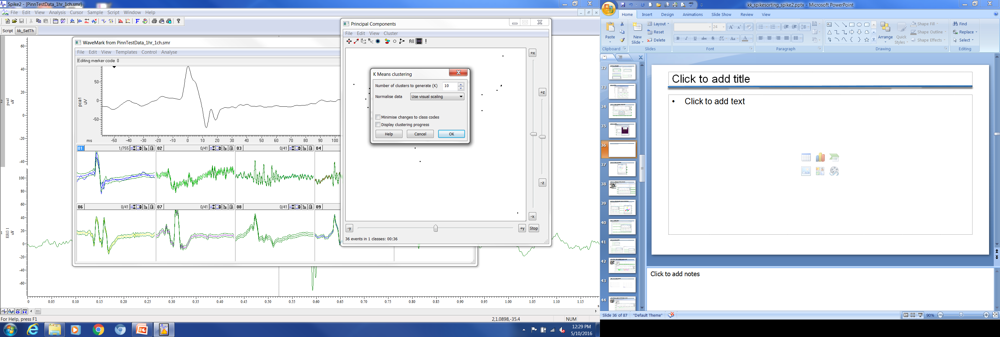 Spike2 - [PinnTestData_1hr_1ch.smr]
File Edit View Analysis Cursor Sample Script Window Help
Script kk_SetTh
60
40
20
0
-20
-40
2
pca1
uV
100
80
60
40
20
0
-20
-40
-60
1
EEG 1
uV
0 0.05 0.10 0.15 0.20 0.25 0.30 0.35 0.40 0.45 0.50 0.55 0.60 0.65 0.70 0.75 0.80 0.85 0.90 0.95 1.00 1.05 1.10 1.15
s
For Help, press F1
2,1.0898,-35.4
NUM
WaveMark from PinnTestData_1hr_1ch.smr
File Edit View Templates Control Analyse
Editing marker code 0
50
0
-50
pca1
uV
ms -50 -40 -30 -20 -10 0 10 20 30 40 50 60 70 80 90 100
01 1/755 02 0/41 03 0/41 04
06 0/41 07 0/41 08 0/41 09
Principal Components
File Edit View Cluster
All 00 !
+x
+z
-z
-x
-y +y Stop
36 events in 1 classes: 00:36
K Means clustering
Number of clusters to generate (K) 10
Normalise data Use visual scaling
Minimise changes to class codes
Display clustering progress
Help Cancel OK
12:29 PM
5/10/2016
kk_spikesorting_spike2.pptx - Microsoft PowerPoint
Home Insert Design Animations Slide Show Review View
Paste
New
Slide
Layout
Reset
Delete
24
B I U abc S AV Aa A
Arrange
Quick
Styles
Shape Fill
Shape Outline
Shape Effects
Find
Replace
Select
Clipboard Slides Font Paragraph Drawing Editing
32
33
34
35
36
37
38
39
40
41
42
43
44
Click to add title
• Click to add text
Click to add notes
Slide 36 of 87 "Default Theme" 90%